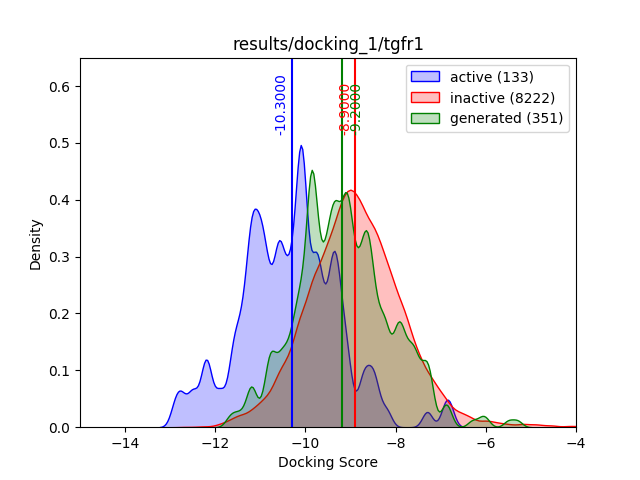 results/docking_1/tgfr1
active (133)
inactive (8222)
generated (351)
-10.3000
-8.9000
-9.2000
0.6
0.5
0.4
0.3
0.2
0.1
0.0
Density
−14
−12
−10
−8
−6
−4
Docking Score